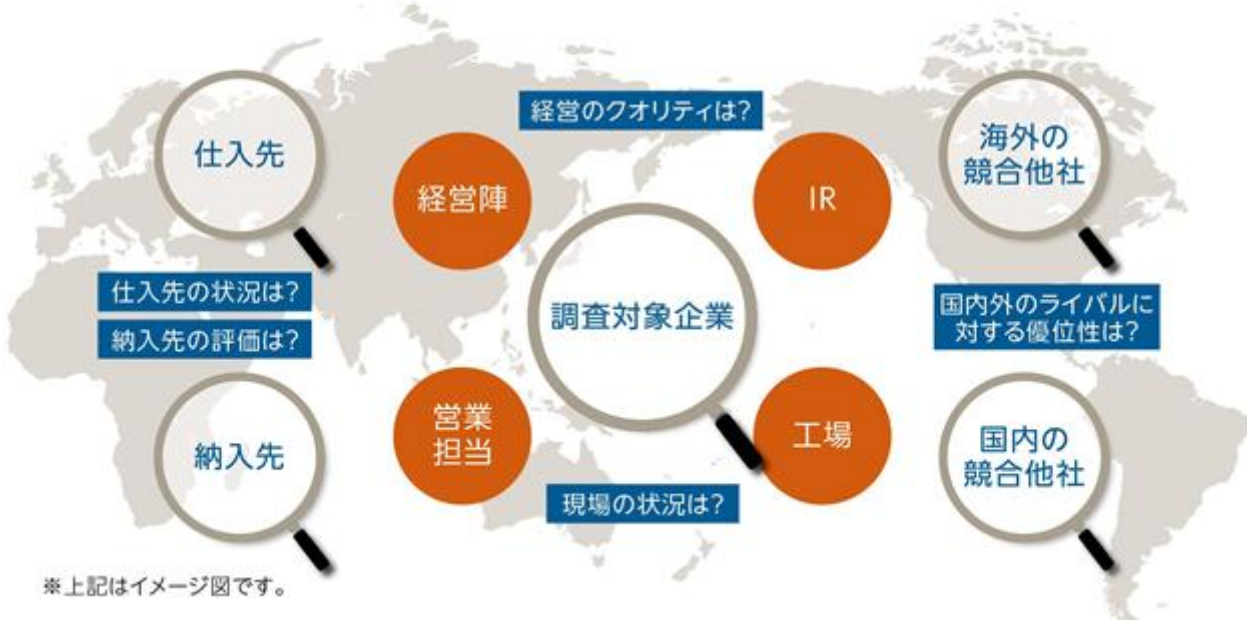 経営のクオリティは?
仕入先
経営陣
IR
海外の
競合他社
調査対象企業
仕入先の状況は?
納入先の評価は?
国内外のライバルに
対する優位性は?
納入先
営業
担当
工場
国内の
競合他社
現場の状況は?
※上記はイメージ図です。